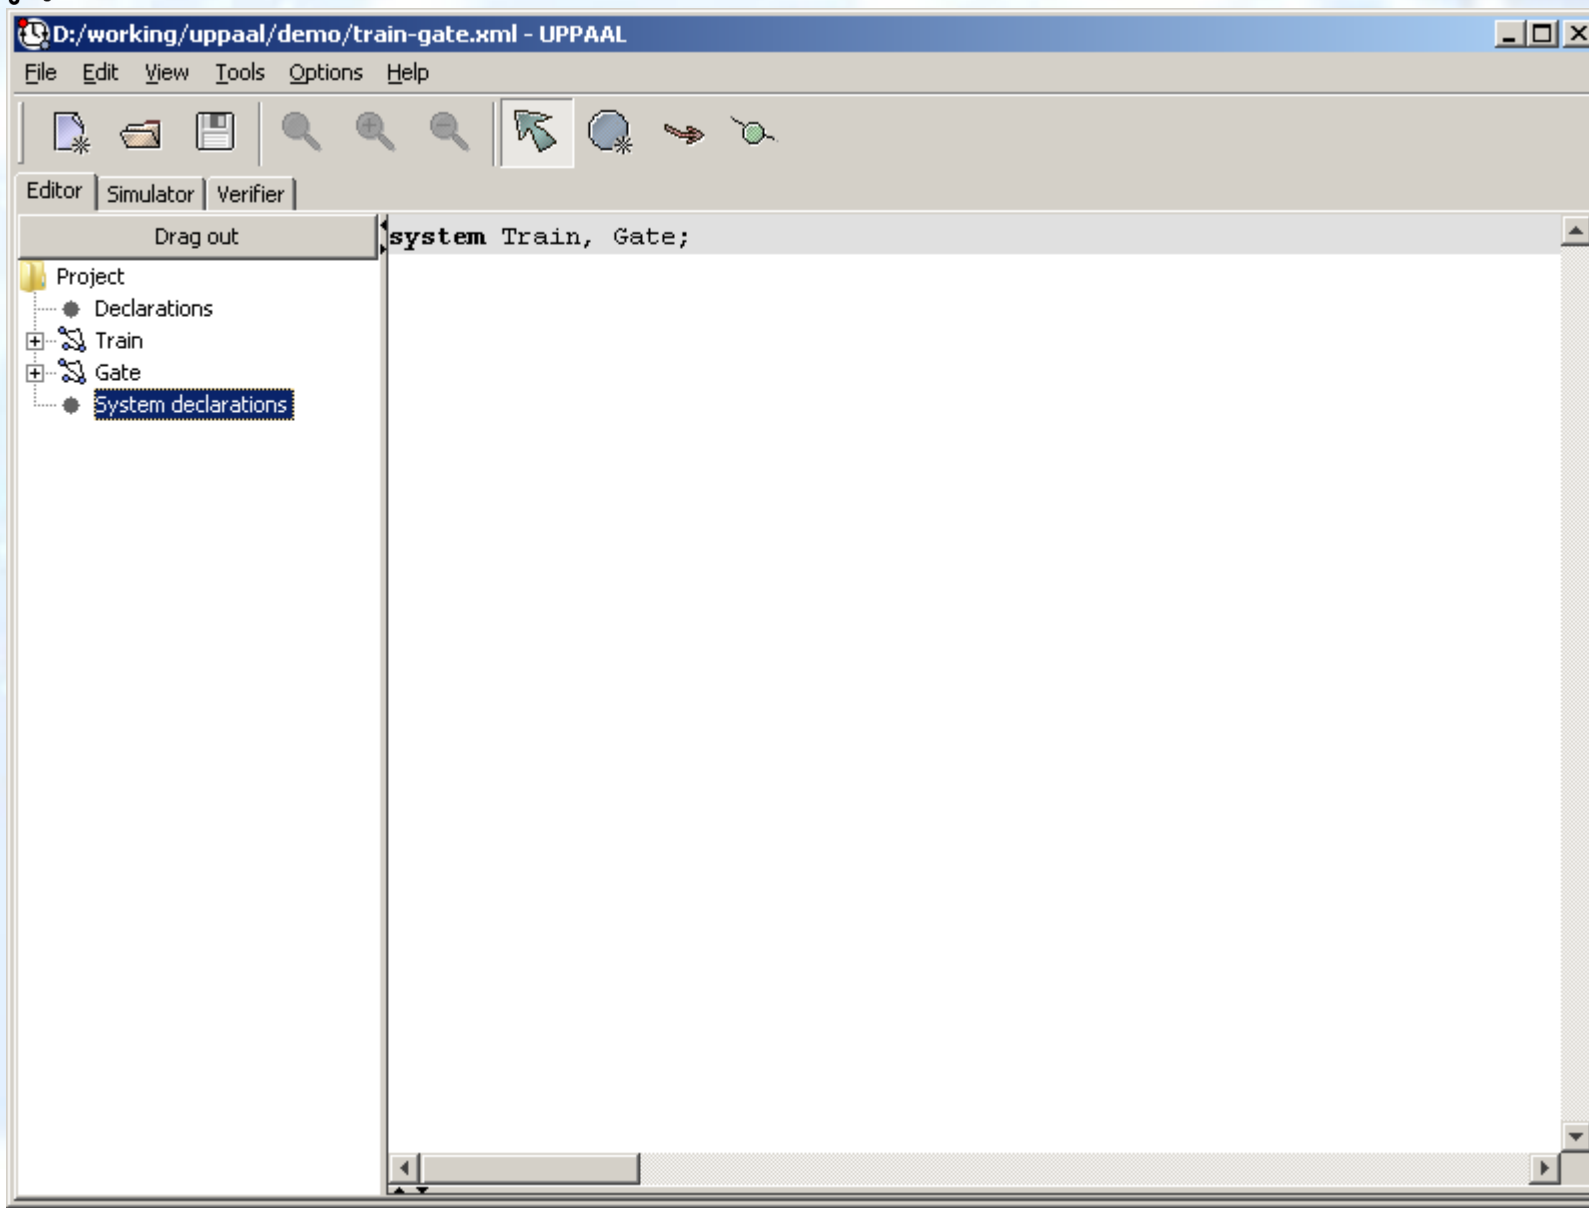 D:/working/uppaal/demo/train-gate.xml - UPPAAL
File Edit View Tools Options Help
Editor Simulator Verifier
Drag out
Project
Declarations
Train
Gate
System declarations
system Train, Gate;